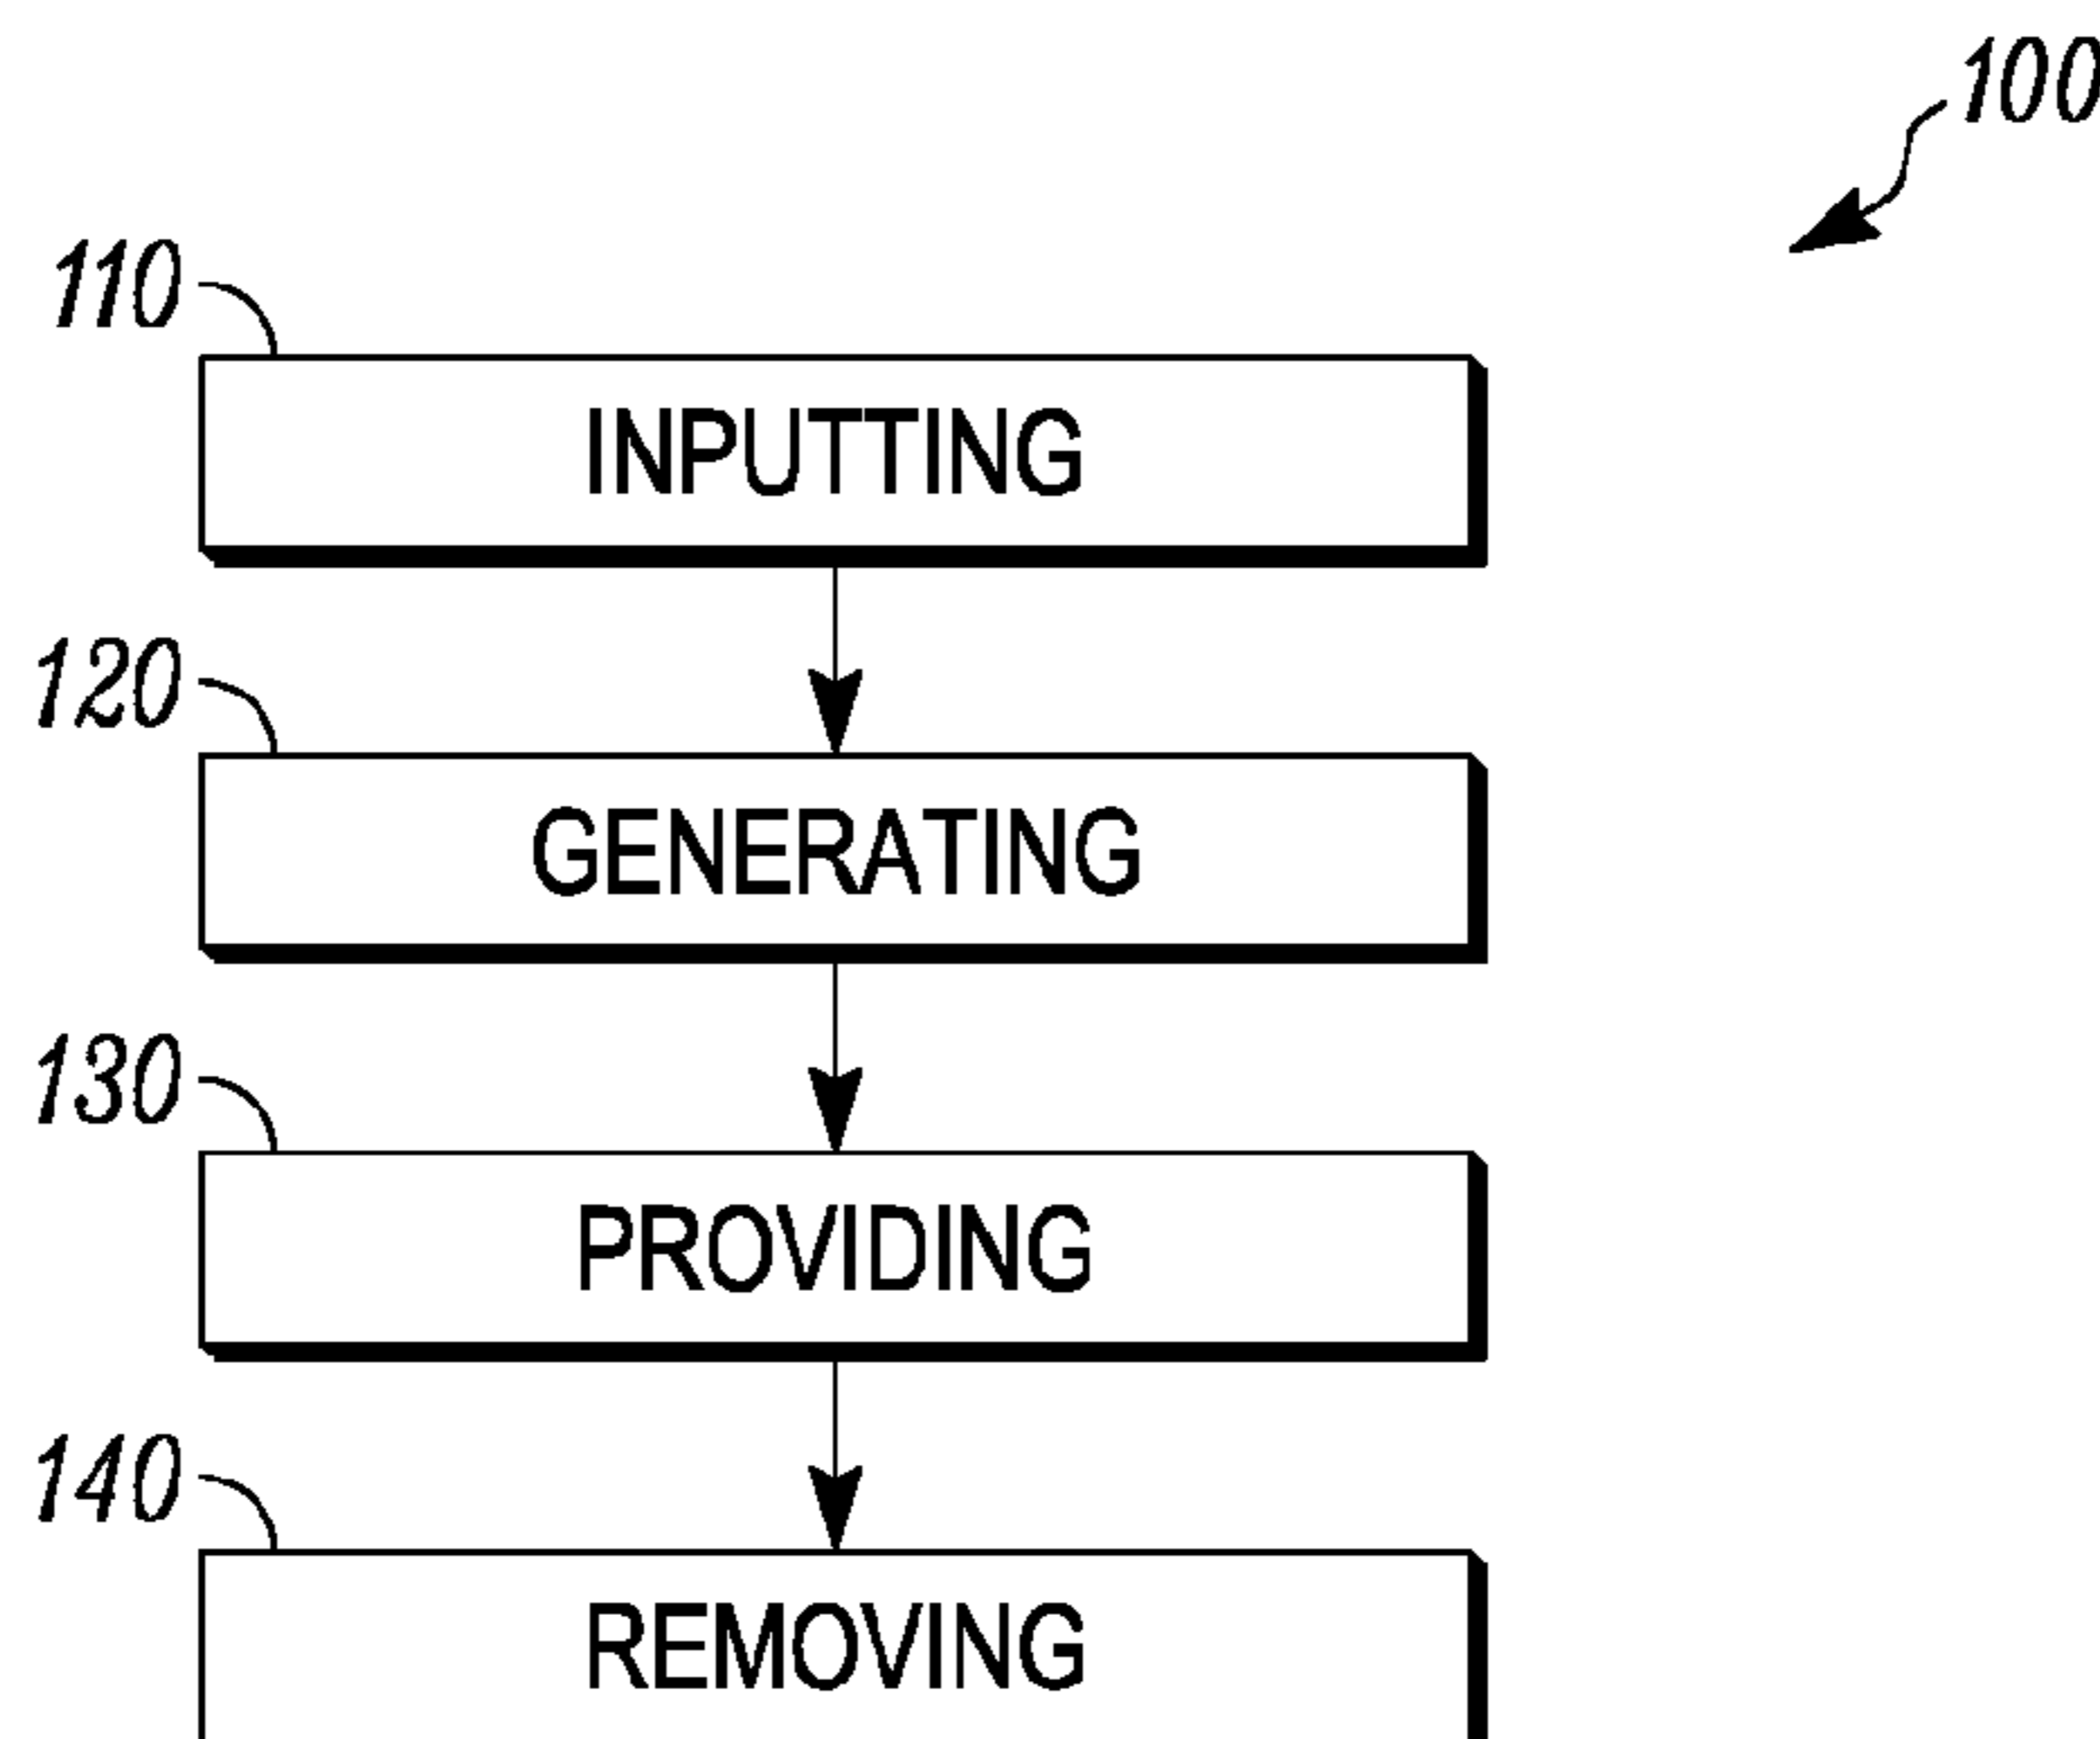 100
110
INPUTTING
120
GENERATING
130
PROVIDING
140
REMOVING